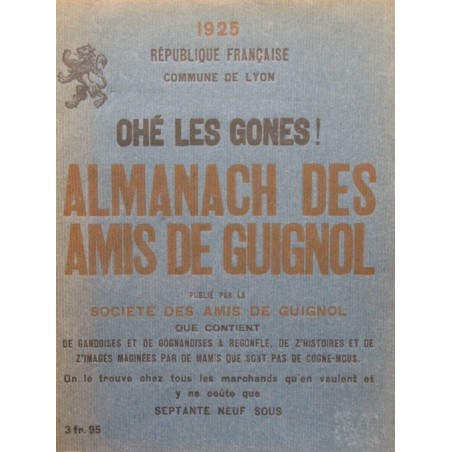 1925
RÉPUBLIQUE FRANÇAISE
COMMUNE DE LYON
OHÉ LES GONES!
ALMANACH DES
AMIS DE GUIGNOL
PUBLIÉ PAR LA
SOCIÉTÉ DES AMIS DE GUIGNOL
QUE CONTIENT
DE GANDOISES ET DE GOGNANDISES A REGONFLE, DE Z'HISTOIRES ET DE
Z'IMAGES MAGINÉES PAR DE MAMIS QUE SONT PAS DE COGNE-MOUS.
On le trouve chez tous les marchands qu'en veulent et
y ne coûte que
SEPTANTE NEUF SOUS
3 fr. 95